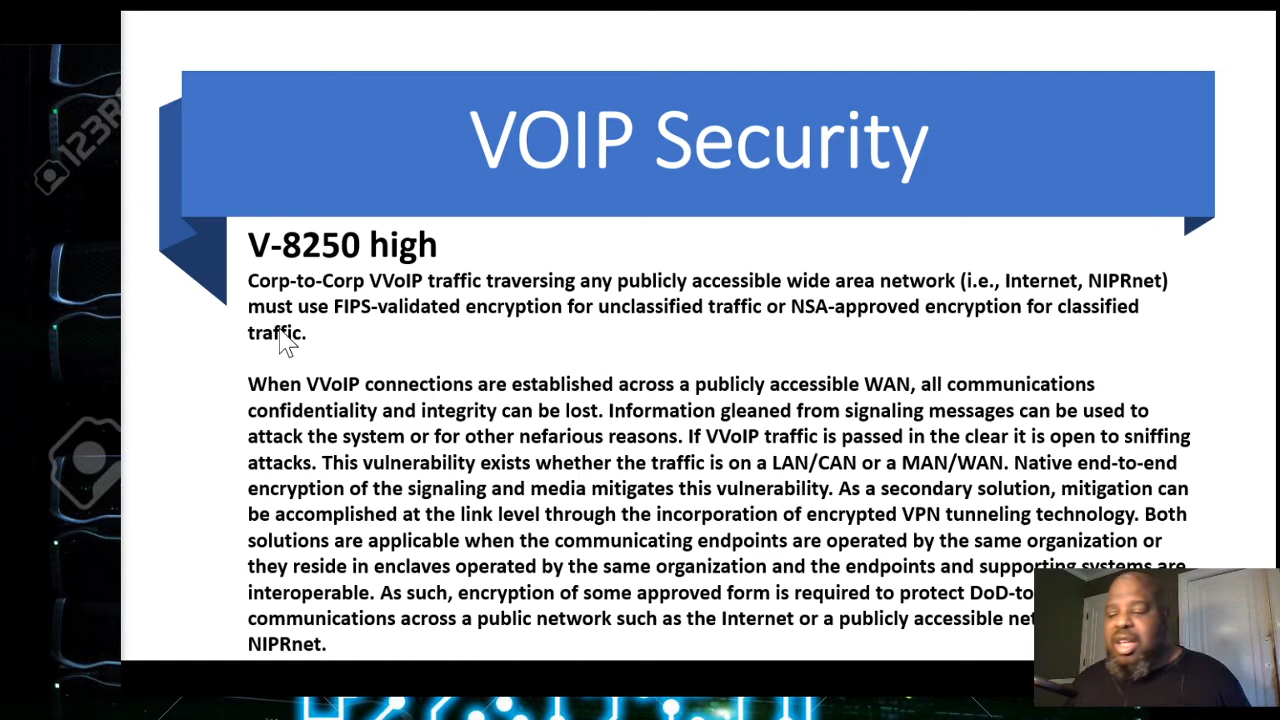 VOIP Security
V-8250 high
Corp-to-Corp VVoIP traffic traversing any publicly accessible wide area network (i.e., Internet, NIPRnet)
must use FIPS-validated encryption for unclassified traffic or NSA-approved encryption for classified
traffic.
When VVoIP connections are established across a publicly accessible WAN, all communications
confidentiality and integrity can be lost. Information gleaned from signaling messages can be used to
attack the system or for other nefarious reasons. If VVoIP traffic is passed in the clear it is open to sniffing
attacks. This vulnerability exists whether the traffic is on a LAN/CAN or a MAN/WAN. Native end-to-end
encryption of the signaling and media mitigates this vulnerability. As a secondary solution, mitigation can
be accomplished at the link level through the incorporation of encrypted VPN tunneling technology. Both
solutions are applicable when the communicating endpoints are operated by the same organization or
they reside in enclaves operated by the same organization and the endpoints and supporting systems are
interoperable. As such, encryption of some approved form is required to protect DoD-to
communications across a public network such as the Internet or a publicly accessible
NIPRnet.